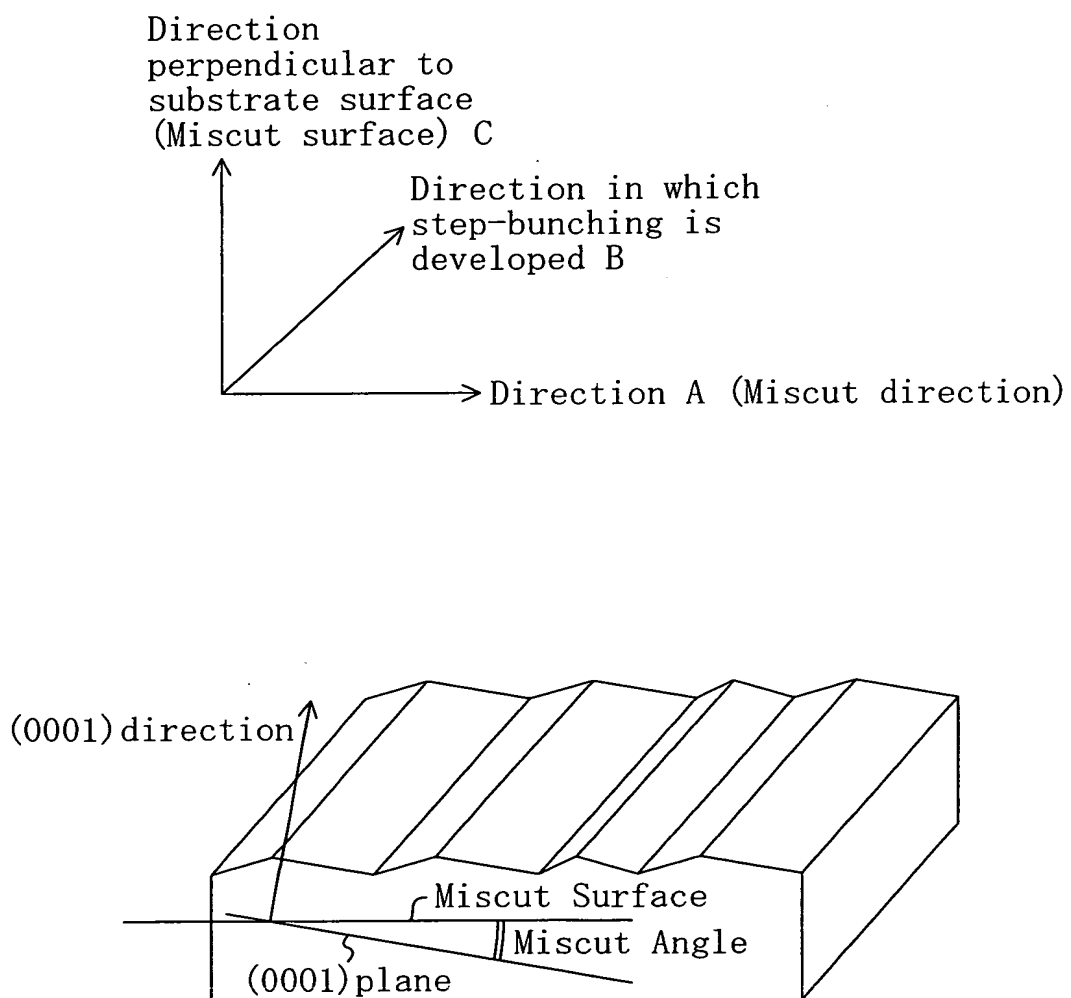 Direction
perpendicular to
substrate surface
(Miscut surface) C
Direction in which
step-bunching is
developed B
Direction A (Miscut direction)
(0001)direction
Miscut Surface
Miscut Angle
(0001)plane